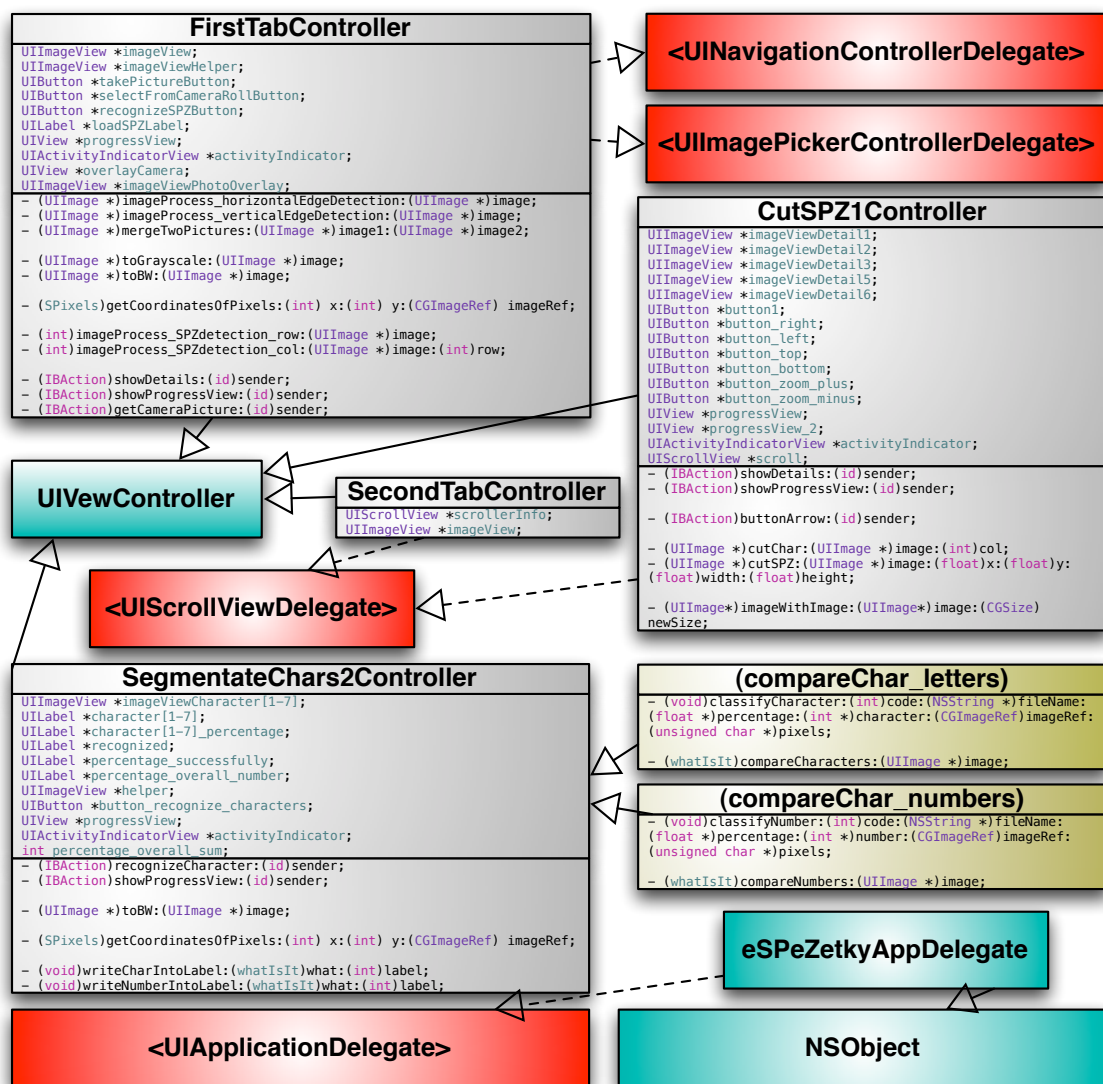 FirstTabController
UIImageView *imageView;
UIImageView *imageViewHelper;
UIButton *takePictureButton;
UIButton *selectFromCameraRollButton;
UIButton *recognizeSPZButton;
UILabel *loadSPZLabel;
UIView *progressView;
UIActivityIndicatorView *activityIndicator;
UIView *overlayCamera;
UIImageView *imageViewPhotoOverlay;
- (UIImage *)imageProcess_horizontalEdgeDetection:(UIImage *)image;
- (UIImage *)imageProcess_verticalEdgeDetection:(UIImage *)image;
- (UIImage *)mergeTwoPictures:(UIImage *)image1:(UIImage *)image2;
- (UIImage *)toGrayscale:(UIImage *)image;
- (UIImage *)toBW:(UIImage *)image;
- (SPixels)getCoordinatesOfPixels:(int) x:(int) y:(CGImageRef) imageRef;
- (int)imageProcess_SPZdetection_row:(UIImage *)image;
- (int)imageProcess_SPZdetection_col:(UIImage *)image:(int)row;
- (IBAction)showDetails:(id)sender;
- (IBAction)showProgressView:(id)sender;
- (IBAction)getCameraPicture:(id)sender;
<UINavigationControllerDelegate>
<UIImagePickerControllerDelegate>
CutSPZ1Controller
UIImageView *imageViewDetail1;
UIImageView *imageViewDetail2;
UIImageView *imageViewDetail3;
UIImageView *imageViewDetail5;
UIImageView *imageViewDetail6;
UIButton *button1;
UIButton *button_right;
UIButton *button_left;
UIButton *button_top;
UIButton *button_bottom;
UIButton *button_zoom_plus;
UIButton *button_zoom_minus;
UIView *progressView;
UIView *progressView_2;
UIActivityIndicatorView *activityIndicator;
UIScrollView *scroll;
- (IBAction)showDetails:(id)sender;
- (IBAction)showProgressView:(id)sender;
- (IBAction)buttonArrow:(id)sender;
- (UIImage *)cutChar:(UIImage *)image:(int)col;
- (UIImage *)cutSPZ:(UIImage *)image:(float)x:(float)y:
(float)width:(float)height;
- (UIImage*)imageWithImage:(UIImage*)image:(CGSize)
newSize;
UIVewController
SecondTabController
UIScrollView *scrollerInfo;
UIImageView *imageView;
<UIScrollViewDelegate>
SegmentateChars2Controller
UIImageView *imageViewCharacter[1-7];
UILabel *character[1-7];
UILabel *character[1-7]_percentage;
UILabel *recognized;
UILabel *percentage_successfully;
UILabel *percentage_overall_number;
UIImageView *helper;
UIButton *button_recognize_characters;
UIView *progressView;
UIActivityIndicatorView *activityIndicator;
int percentage_overall_sum;
- (IBAction)recognizeCharacter:(id)sender;
- (IBAction)showProgressView:(id)sender;
- (UIImage *)toBW:(UIImage *)image;
- (SPixels)getCoordinatesOfPixels:(int) x:(int) y:(CGImageRef) imageRef;
- (void)writeCharIntoLabel:(whatIsIt)what:(int)label;
- (void)writeNumberIntoLabel:(whatIsIt)what:(int)label;
(compareChar_letters)
- (void)classifyCharacter:(int)code:(NSString *)fileName:
(float *)percentage:(int *)character:(CGImageRef)imageRef:
(unsigned char *)pixels;
- (whatIsIt)compareCharacters:(UIImage *)image;
(compareChar_numbers)
- (void)classifyNumber:(int)code:(NSString *)fileName:
(float *)percentage:(int *)number:(CGImageRef)imageRef:
(unsigned char *)pixels;
- (whatIsIt)compareNumbers:(UIImage *)image;
eSPeZetkyAppDelegate
<UIApplicationDelegate>
NSObject